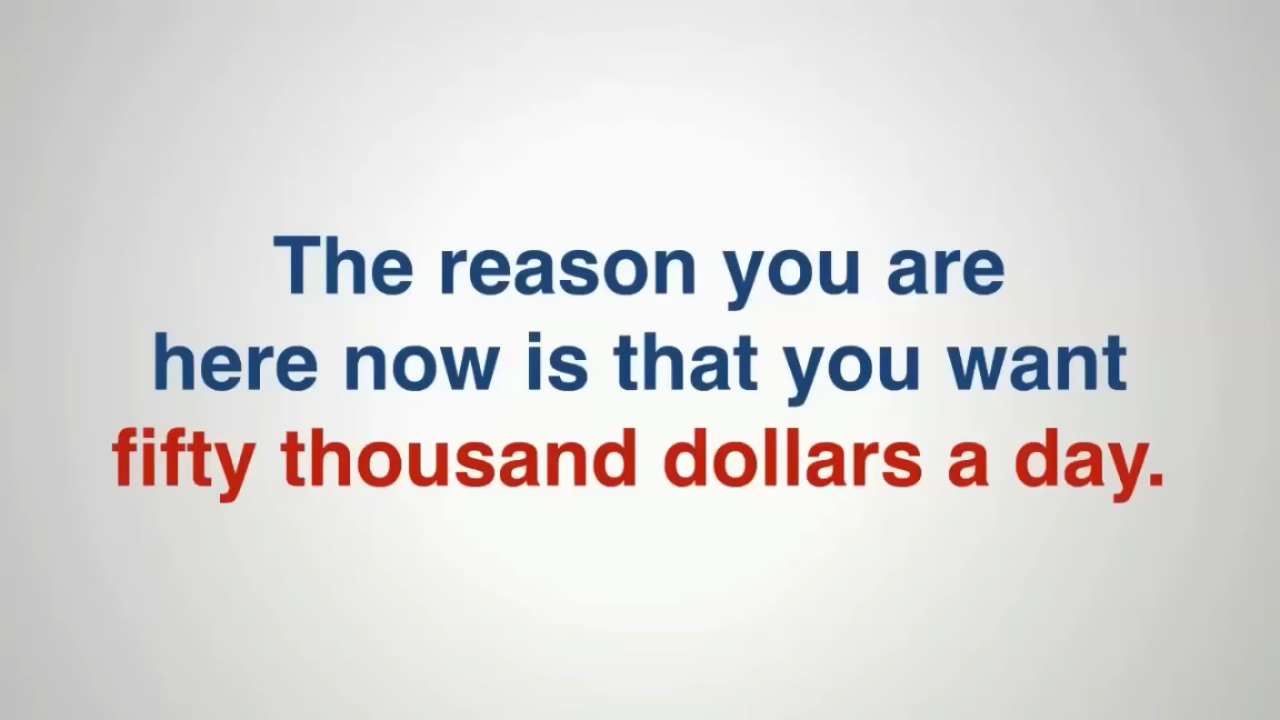 The reason you are
here now is that you want
fifty thousand dollars a day.